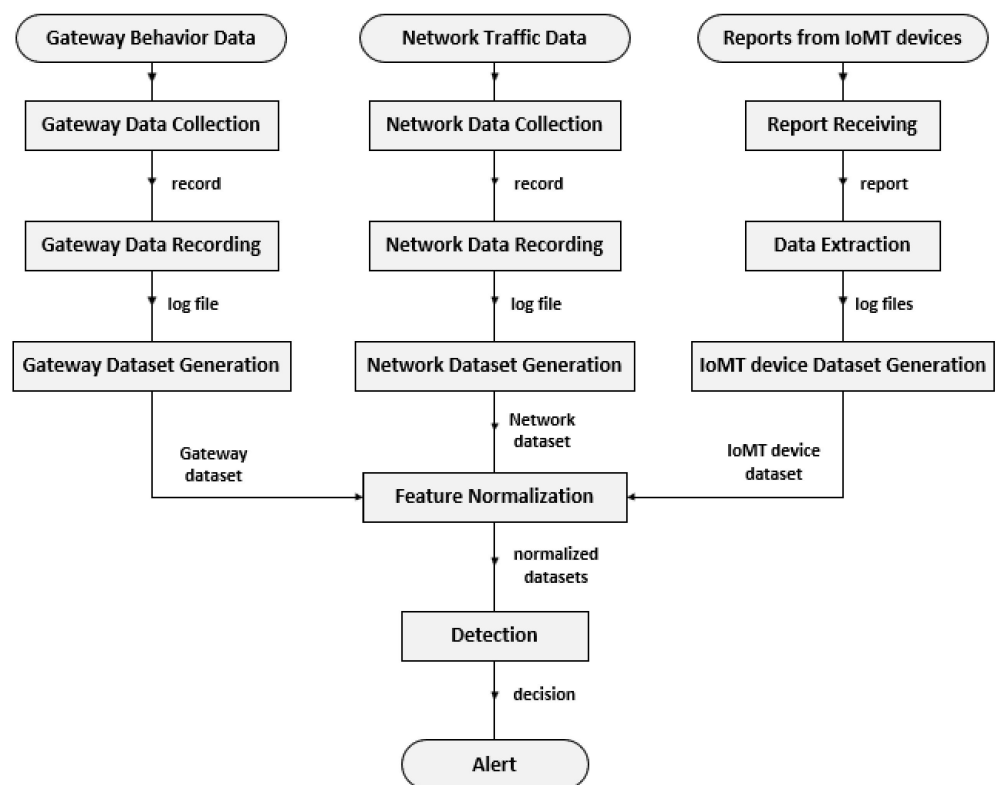 Gateway Behavior Data
Network Traffic Data
Reports from IoMT devices
Gateway Data Collection
Network Data Collection
Report Receiving
record
record
report
Gateway Data Recording
Network Data Recording
Data Extraction
log file
log file
log files
Gateway Dataset Generation
Network Dataset Generation
IoMT device Dataset Generation
Network
dataset
Gateway
dataset
IoMT device
dataset
Feature Normalization
normalized
datasets
Detection
decision
Alert